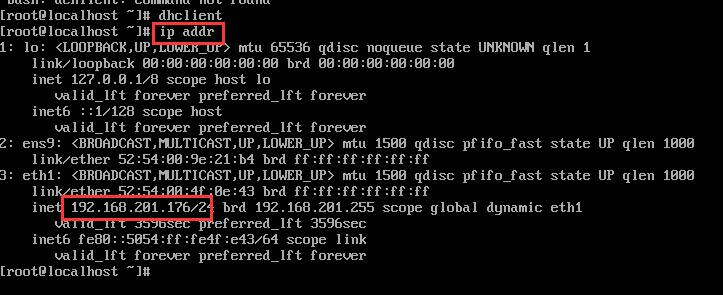 [root@localhost ~]# dhclient
[root@localhost ~]# ip addr
1: lo: <LOOPBACK,UP,LOWER_UP> mtu 65536 qdisc noqueue state UNKNOWN qlen 1
link/loopback 00:00:00:00:00:00 brd 00:00:00:00:00:00
inet 127.0.0.1/8 scope host lo
valid_lft forever preferred_lft forever
inet6 ::1/128 scope host
valid_lft forever preferred_lft forever
2: ens9: <BROADCAST,MULTICAST,UP,LOWER_UP> mtu 1500 qdisc pfifo_fast state UP qlen 1000
link/ether 52:54:00:9e:21:b4 brd ff:ff:ff:ff:ff:ff
3: eth1: <BROADCAST,MULTICAST,UP,LOWER_UP> mtu 1500 qdisc pfifo_fast state UP qlen 1000
link/ether 52:54:00:4f:0e:43 brd ff:ff:ff:ff:ff:ff
inet 192.168.201.176/24 brd 192.168.201.255 scope global dynamic eth1
valid_lft 3596sec preferred_lft 3596sec
inet6 fe80::5054:ff:fe4f:e43/64 scope link
valid_lft forever preferred_lft forever
[root@localhost ~]#